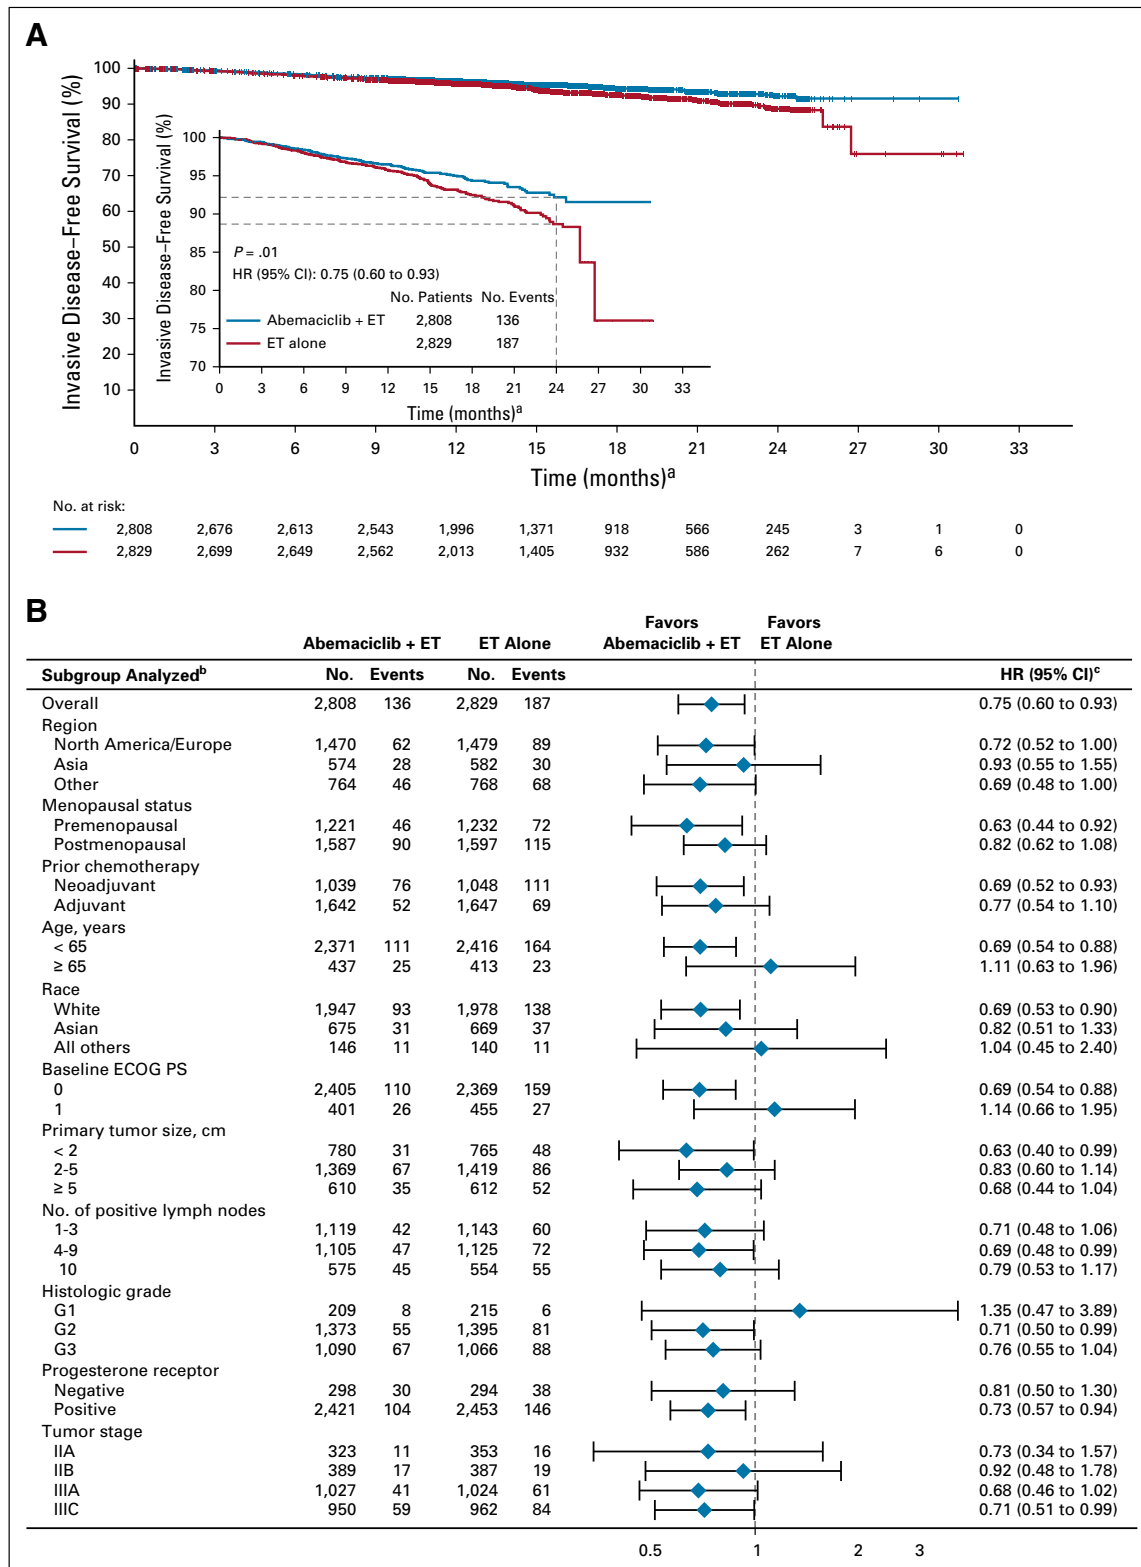 A
Invasive Disease–Free Survival (%)
100
90
80
70
60
50
40
30
20
10
0 3 6 9 12 15 18 21 24 27 30 33
Time (months)a
Invasive Disease–Free Survival (%)
100
95
90
85
80
75
70
P = .01
HR (95% CI): 0.75 (0.60 to 0.93)
No. Patients No. Events
Abemaciclib + ET 2,808 136
ET alone 2,829 187
0 3 6 9 12 15 18 21 24 27 30 33
Time (months)a
No. at risk:
2,808 2,676 2,613 2,543 1,996 1,371 918 566 245 3 1 0
2,829 2,699 2,649 2,562 2,013 1,405 932 586 262 7 6 0
B
Favors Favors
Abemaciclib + ET ET Alone Abemaciclib + ET ET Alone
Subgroup Analyzedb No. Events No. Events HR (95% CI)c
Overall 2,808 136 2,829 187 0.75 (0.60 to 0.93)
Region
North America/Europe 1,470 62 1,479 89 0.72 (0.52 to 1.00)
Asia 574 28 582 30 0.93 (0.55 to 1.55)
Other 764 46 768 68 0.69 (0.48 to 1.00)
Menopausal status
Premenopausal 1,221 46 1,232 72 0.63 (0.44 to 0.92)
Postmenopausal 1,587 90 1,597 115 0.82 (0.62 to 1.08)
Prior chemotherapy
Neoadjuvant 1,039 76 1,048 111 0.69 (0.52 to 0.93)
Adjuvant 1,642 52 1,647 69 0.77 (0.54 to 1.10)
Age, years
< 65 2,371 111 2,416 164 0.69 (0.54 to 0.88)
≥ 65 437 25 413 23 1.11 (0.63 to 1.96)
Race
White 1,947 93 1,978 138 0.69 (0.53 to 0.90)
Asian 675 31 669 37 0.82 (0.51 to 1.33)
All others 146 11 140 11 1.04 (0.45 to 2.40)
Baseline ECOG PS
0 2,405 110 2,369 159 0.69 (0.54 to 0.88)
1 401 26 455 27 1.14 (0.66 to 1.95)
Primary tumor size, cm
< 2 780 31 765 48 0.63 (0.40 to 0.99)
2-5 1,369 67 1,419 86 0.83 (0.60 to 1.14)
≥ 5 610 35 612 52 0.68 (0.44 to 1.04)
No. of positive lymph nodes
1-3 1,119 42 1,143 60 0.71 (0.48 to 1.06)
4-9 1,105 47 1,125 72 0.69 (0.48 to 0.99)
10 575 45 554 55 0.79 (0.53 to 1.17)
Histologic grade
G1 209 8 215 6 1.35 (0.47 to 3.89)
G2 1,373 55 1,395 81 0.71 (0.50 to 0.99)
G3 1,090 67 1,066 88 0.76 (0.55 to 1.04)
Progesterone receptor
Negative 298 30 294 38 0.81 (0.50 to 1.30)
Positive 2,421 104 2,453 146 0.73 (0.57 to 0.94)
Tumor stage
IIA 323 11 353 16 0.73 (0.34 to 1.57)
IIB 389 17 387 19 0.92 (0.48 to 1.78)
IIIA 1,027 41 1,024 61 0.68 (0.46 to 1.02)
IIIC 950 59 962 84 0.71 (0.51 to 0.99)
0.5 1 2 3